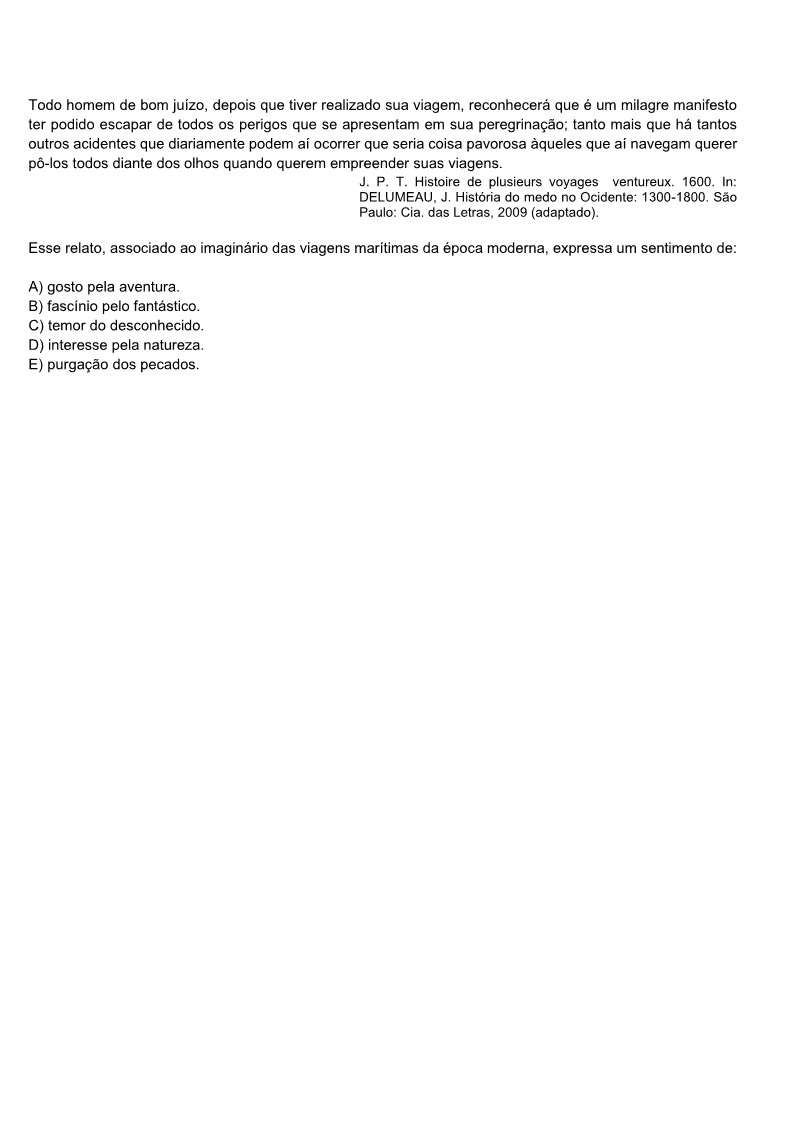 Todo homem de bom juízo, depois que tiver realizado sua viagem, reconhecerá que é um milagre manifesto
ter podido escapar de todos os perigos que se apresentam em sua peregrinação; tanto mais que há tantos
outros acidentes que diariamente podem aí ocorrer que seria coisa pavorosa àqueles que aí navegam querer
pô-los todos diante dos olhos quando querem empreender suas viagens.
J. P. T. Histoire de plusieurs voyages ventureux. 1600. In:
DELUMEAU, J. História do medo no Ocidente: 1300-1800. São
Paulo: Cia. das Letras, 2009 (adaptado).
Esse relato, associado ao imaginário das viagens marítimas da época moderna, expressa um sentimento de:
A) gosto pela aventura.
B) fascínio pelo fantástico.
C) temor do desconhecido.
D) interesse pela natureza.
E) purgação dos pecados.